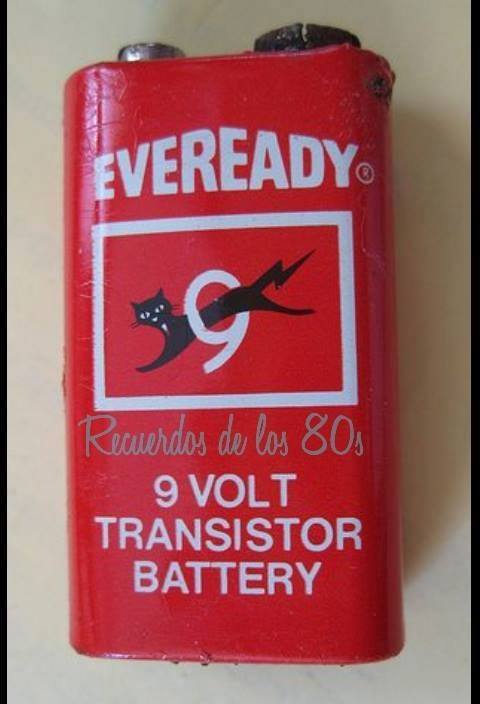 EVEREADY®
9
Recuerdos de los 80s
9 VOLT
TRANSISTOR
BATTERY